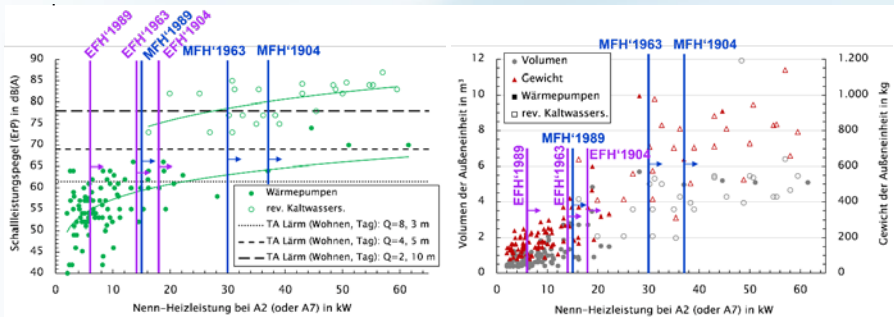 EFH'1989
EFH'1963
MFH'1989
EFH'1904
MFH'1963
MFH'1904
90
85
80
75
70
65
60
55
50
45
40
Schallleistungspegel (ErP) in dB(A)
Wärmepumpen
rev. Kaltwassers.
TA Lärm (Wohnen, Tag): Q=8, 3 m
TA Lärm (Wohnen, Tag): Q=4, 5 m
TA Lärm (Wohnen, Tag): Q=2, 10 m
0
10
20
30
40
50
60
Nenn-Heizleistung bei A2 (oder A7) in kW
MFH'1963
MFH'1904
12
10
8
6
4
2
0
Volumen der Außeneinheit in m³
Volumen
Gewicht
Wärmepumpen
rev. Kaltwassers.
EFH'1989
MFH'1989
EFH'1963
EFH'1904
1.200
1.000
800
600
400
200
0
Gewicht der Außeneinheit in kg
0
10
20
30
40
50
60
Nenn-Heizleistung bei A2 (oder A7) in kW